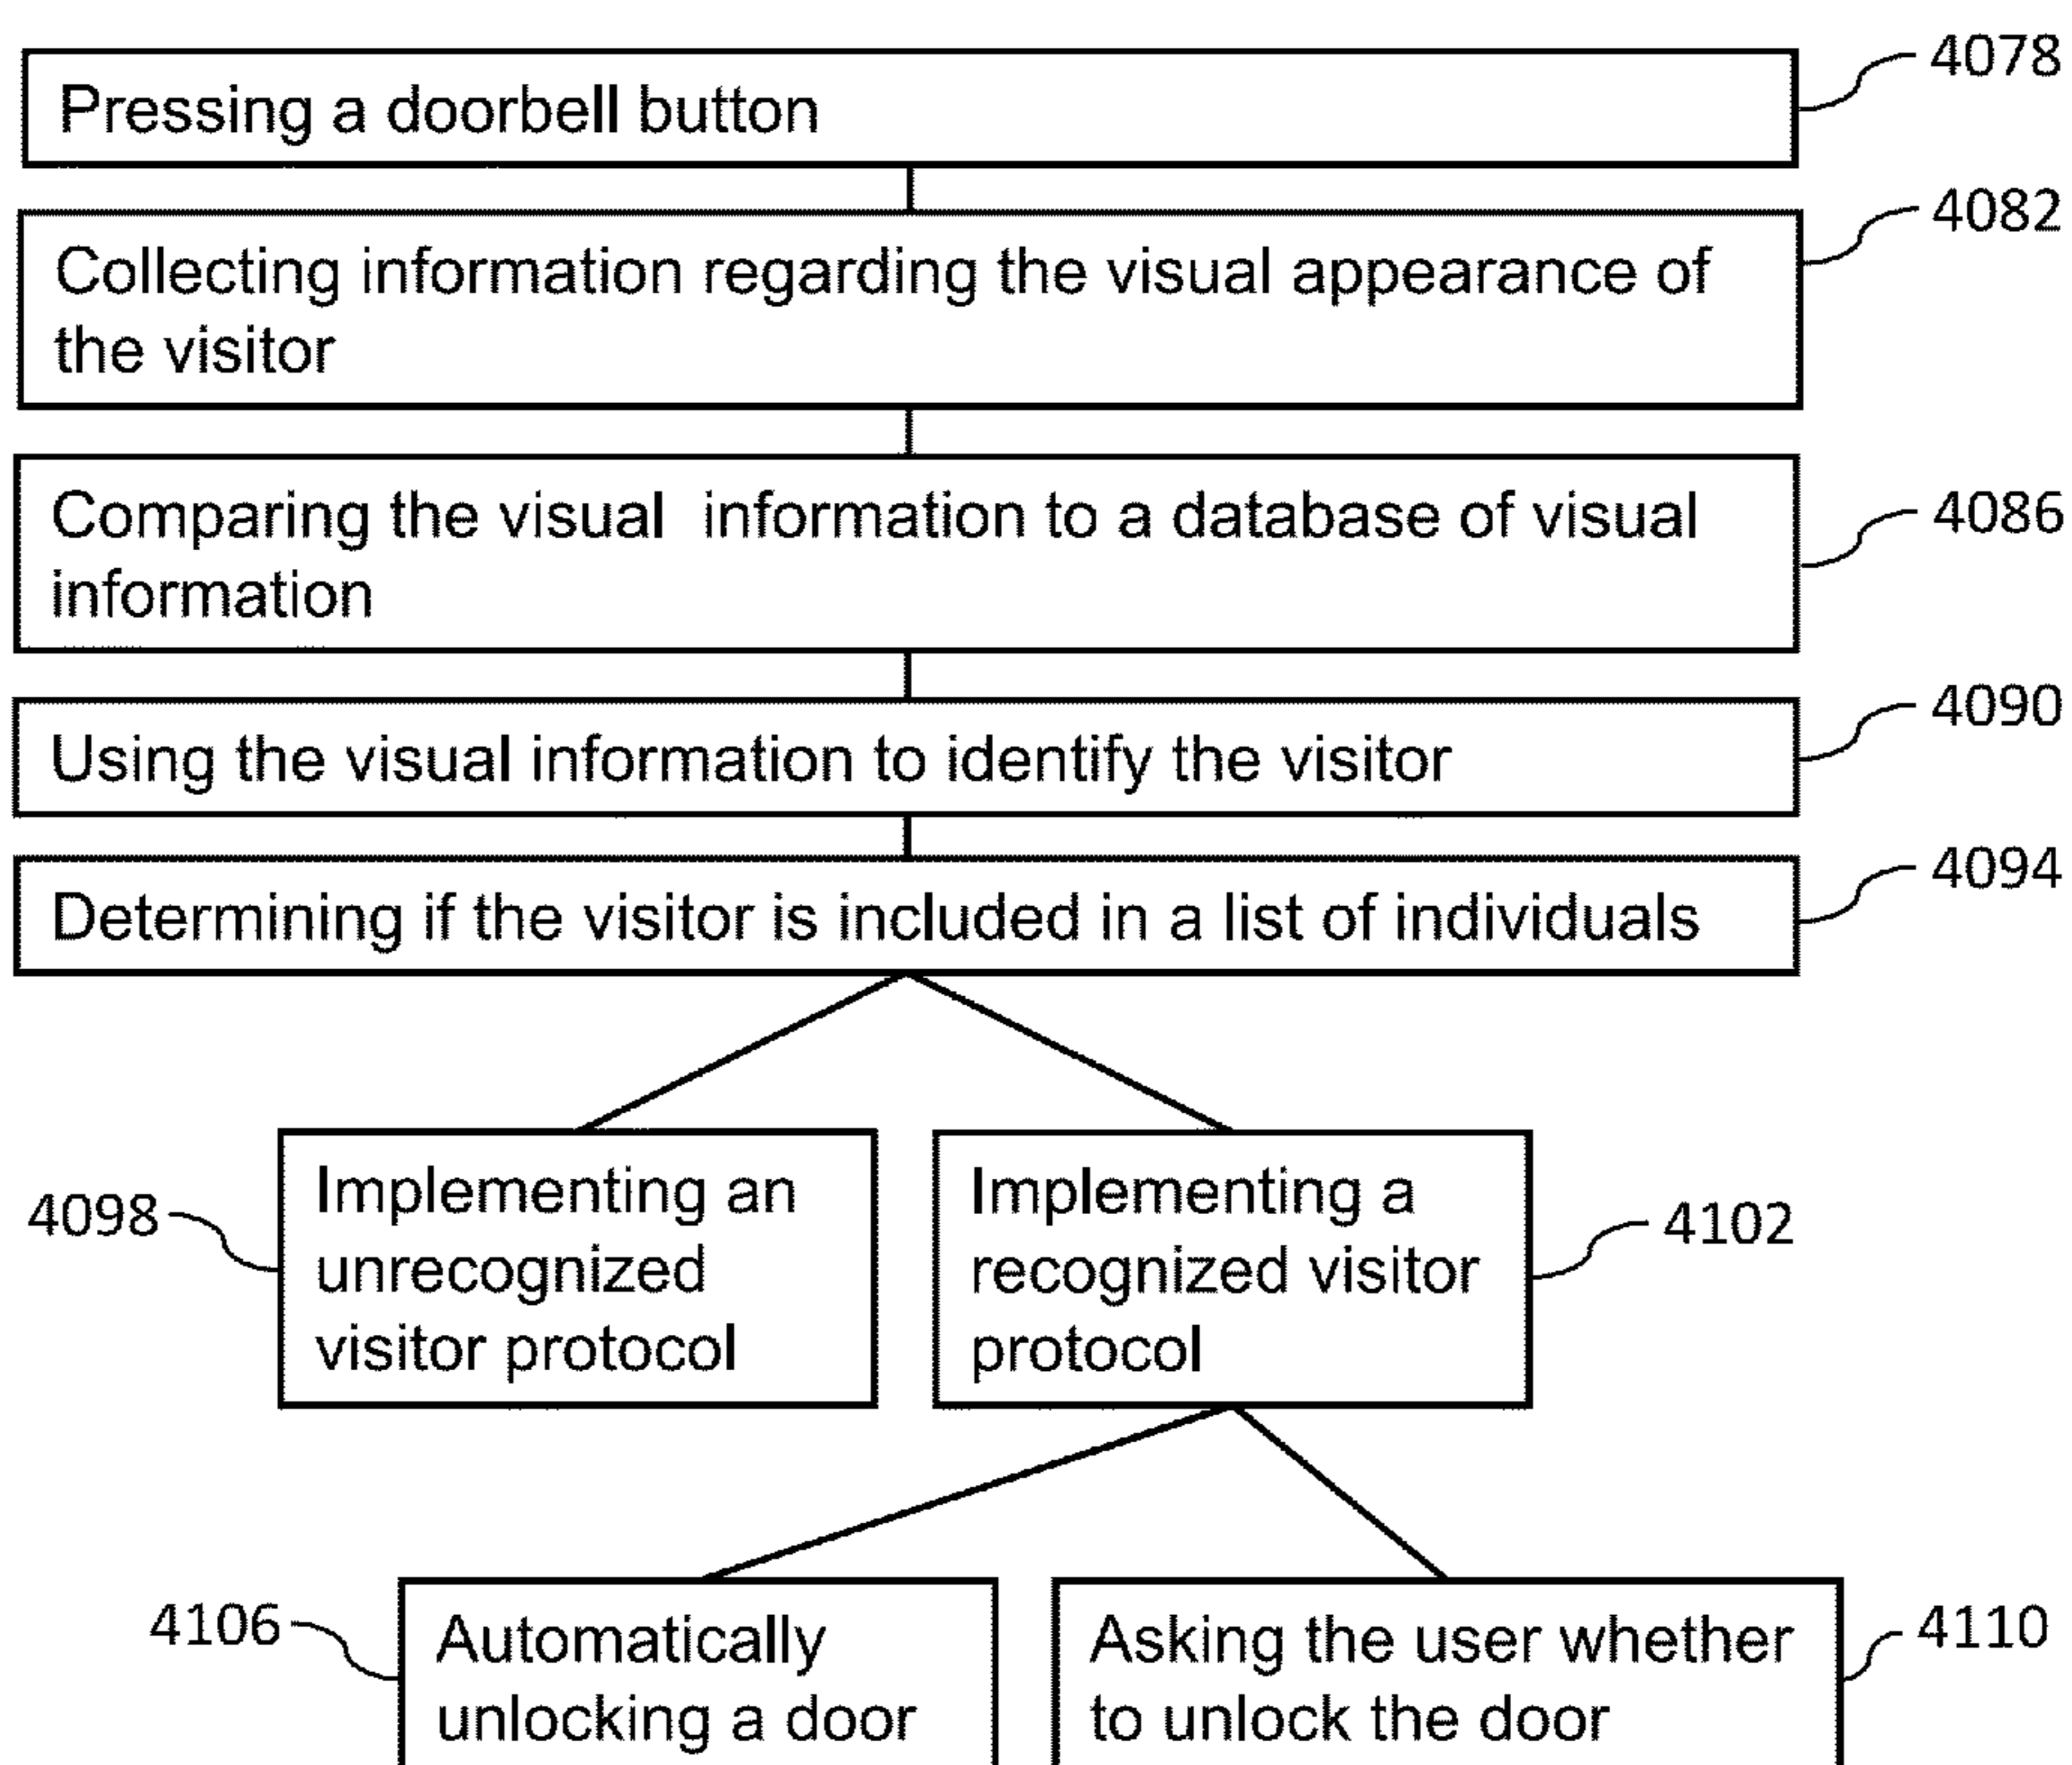 Pressing a doorbell button
4078
Collecting information regarding the visual appearance of
the visitor
4082
Comparing the visual information to a database of visual
information
4086
Using the visual information to identify the visitor
4090
Determining if the visitor is included in a list of individuals
4094
4098
Implementing an
unrecognized
visitor protocol
Implementing a
recognized visitor
protocol
4102
4106
Automatically
unlocking a door
Asking the user whether
to unlock the door
4110